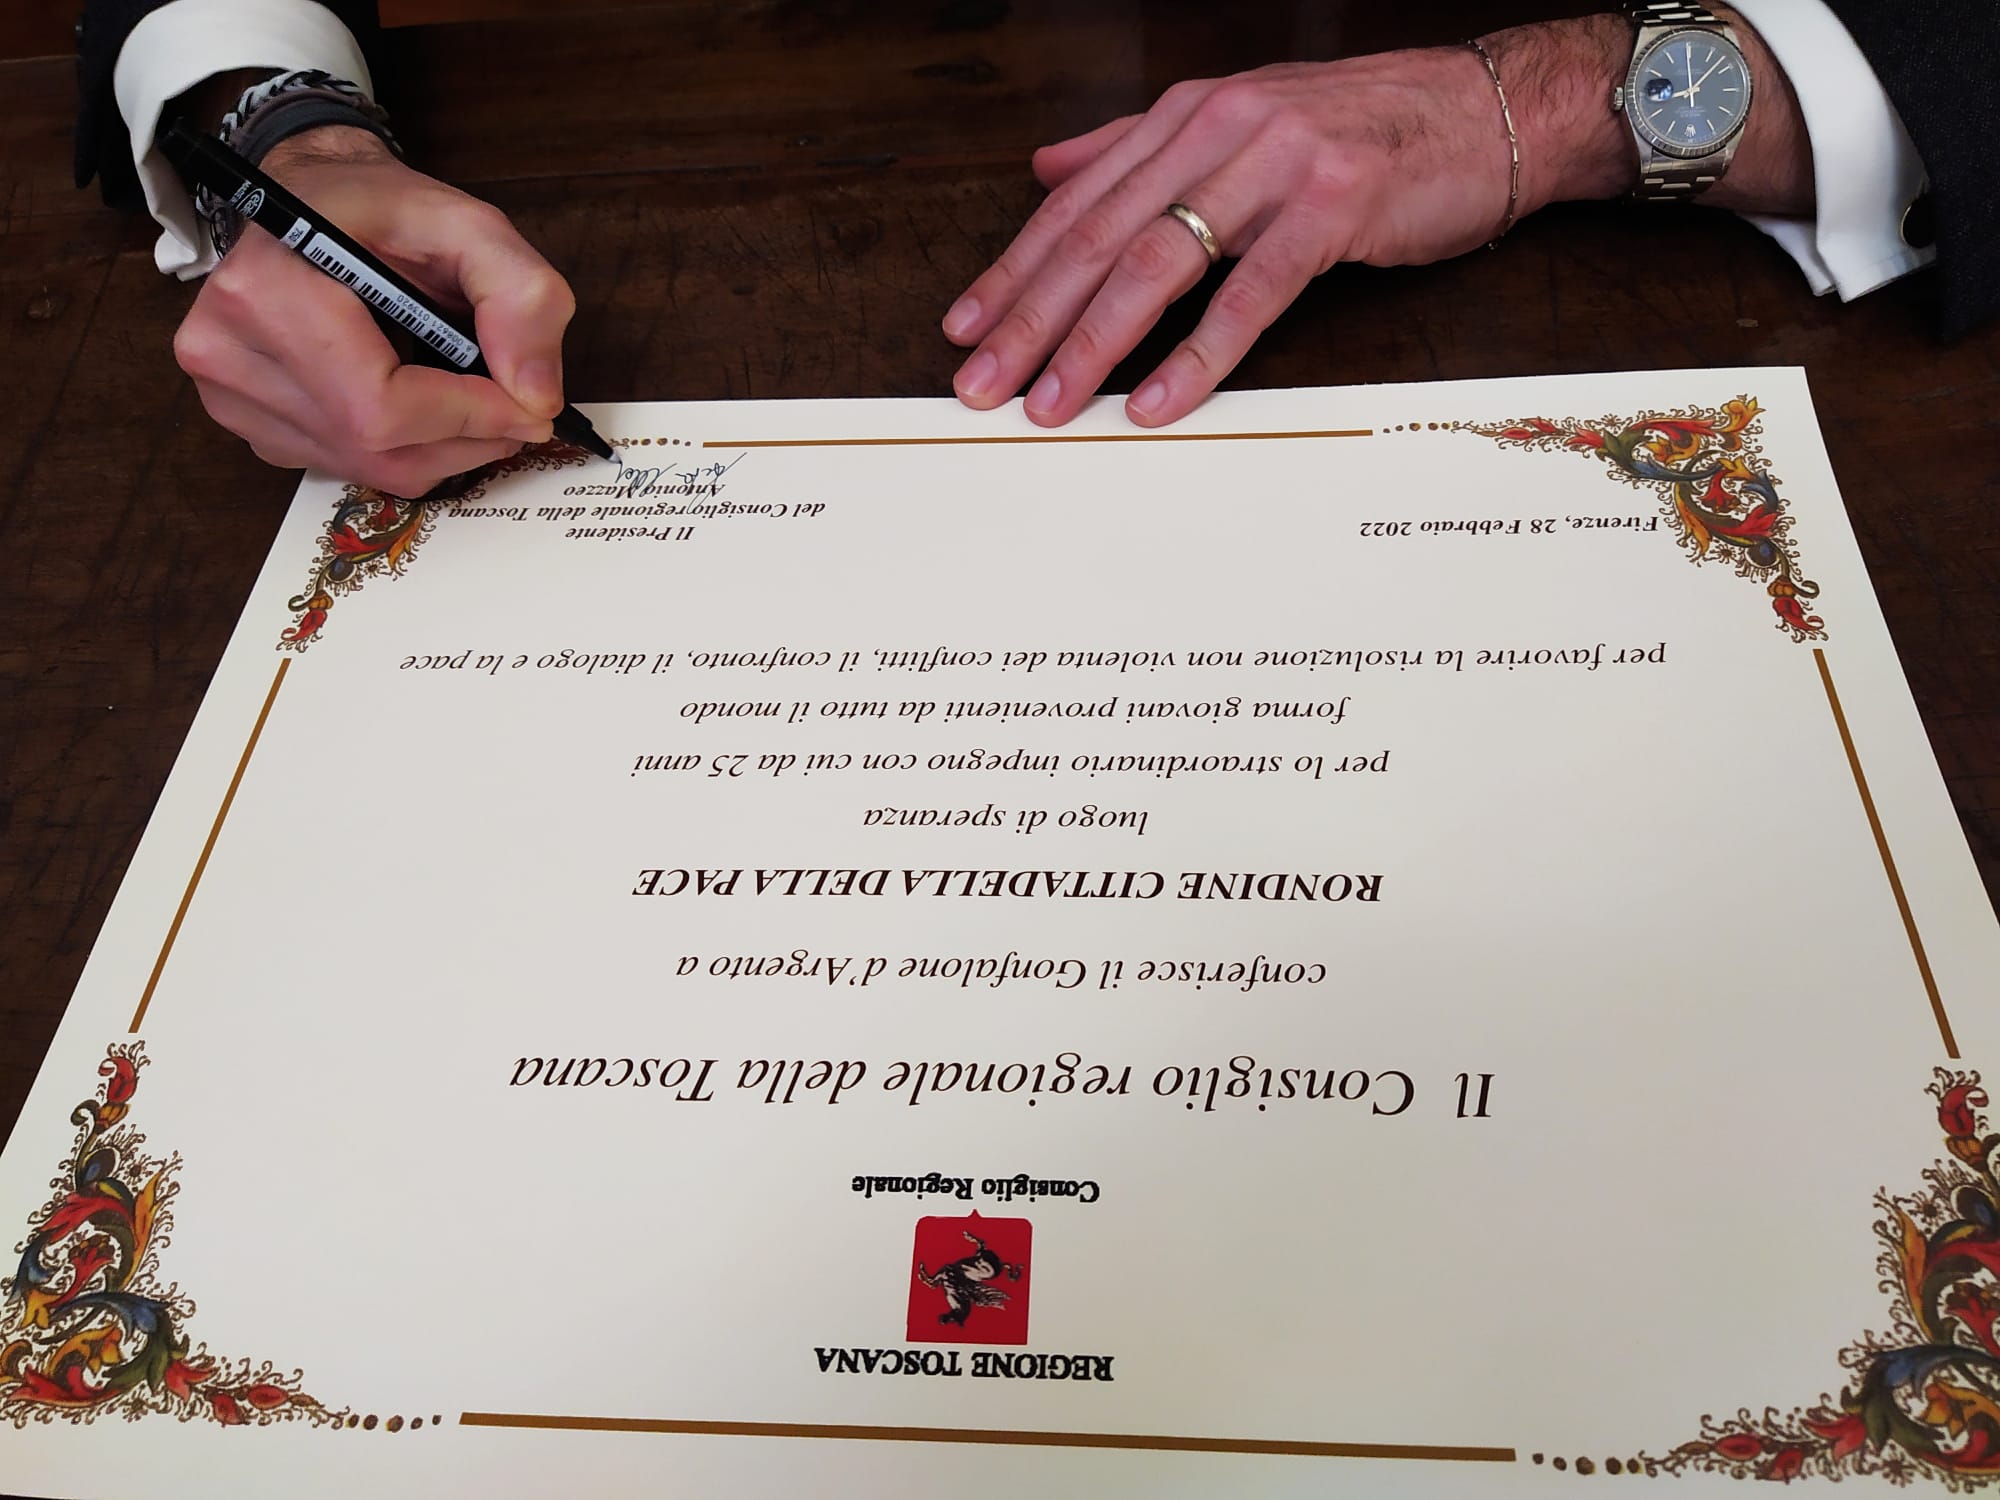 REGIONE TOSCANA
Consiglio Regionale
Il Consiglio regionale della Toscana
conferisce il Gonfalone d'Argento a
RONDINE CITTADELLA DELLA PACE
luogo di speranza
per lo straordinario impegno con cui da 25 anni
forma giovani provenienti da tutto il mondo
per favorire la risoluzione non violenta dei conflitti, il confronto, il dialogo e la pace
Firenze, 28 Febbraio 2022
Il Presidente
del Consiglio regionale della Toscana
Antonio Mazzeo
8 008621 013920